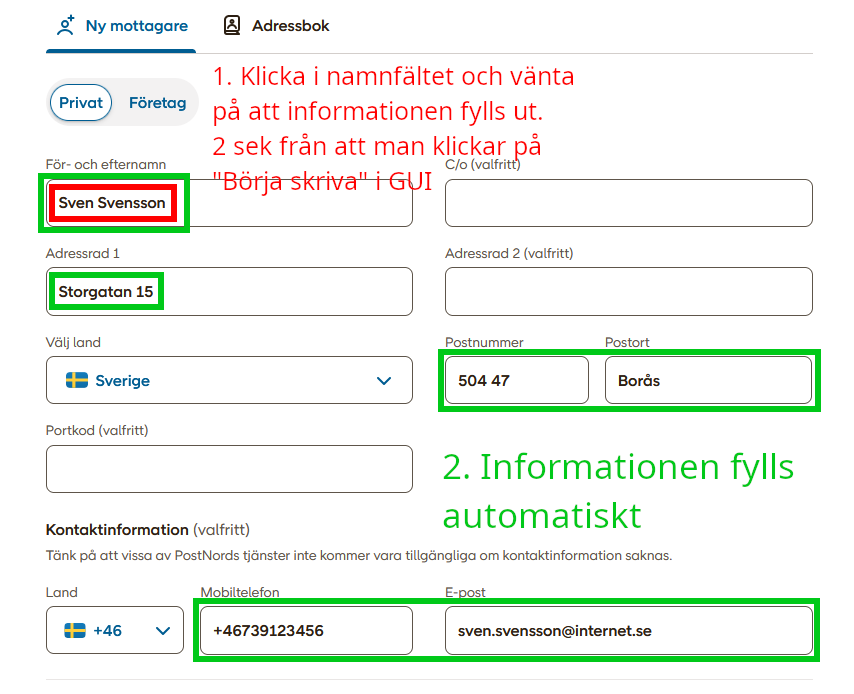 Ny mottagare Adressbok
1. Klicka i namnfältet och vänta
på att informationen fylls ut.
2 sek från att man klickar på
"Börja skriva" i GUI
Privat Företag
För- och efternamn C/o (valfritt)
Sven Svensson
Adressrad 1 Adressrad 2 (valfritt)
Storgatan 15
Välj land Postnummer Postort
Sverige 504 47 Borås
Portkod (valfritt)
2. Informationen fylls
automatiskt
Kontaktinformation (valfritt)
Tänk på att vissa av PostNords tjänster inte kommer vara tillgängliga om kontaktinformation saknas.
Land Mobiltelefon E-post
+46 +46739123456 sven.svensson@internet.se